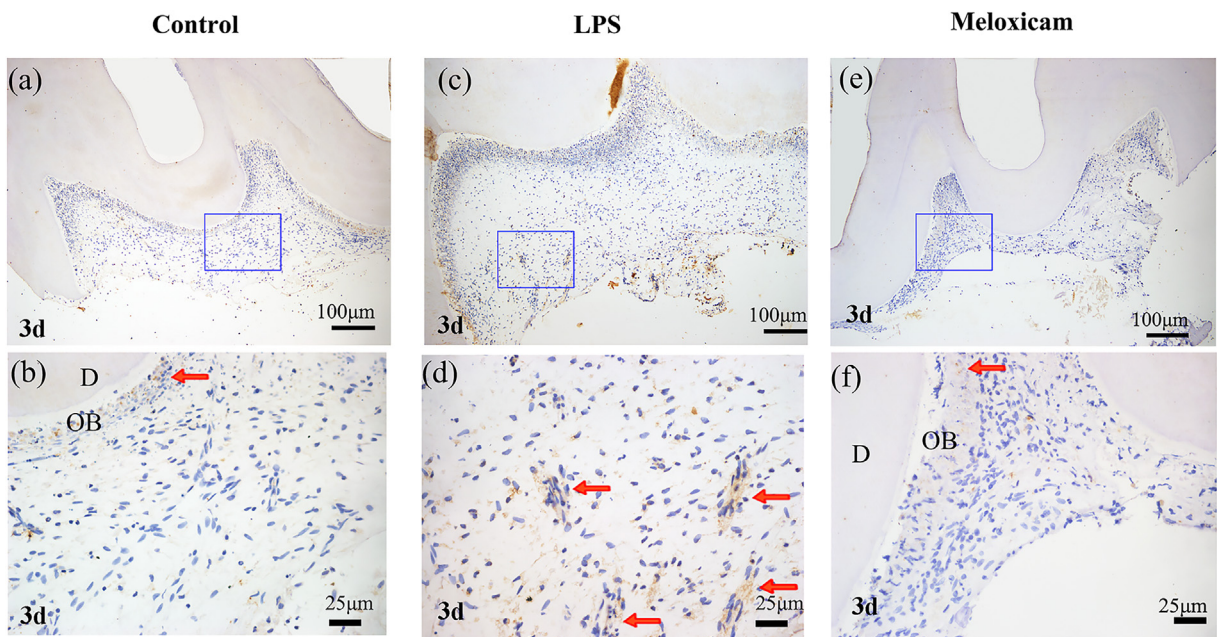 Control LPS Meloxicam
(a) (c) (e)
3d 100μm 3d 100μm 3d 100μm
(b) (d) (f)
D
OB
D OB
3d 25μm 3d 25μm 3d 25μm